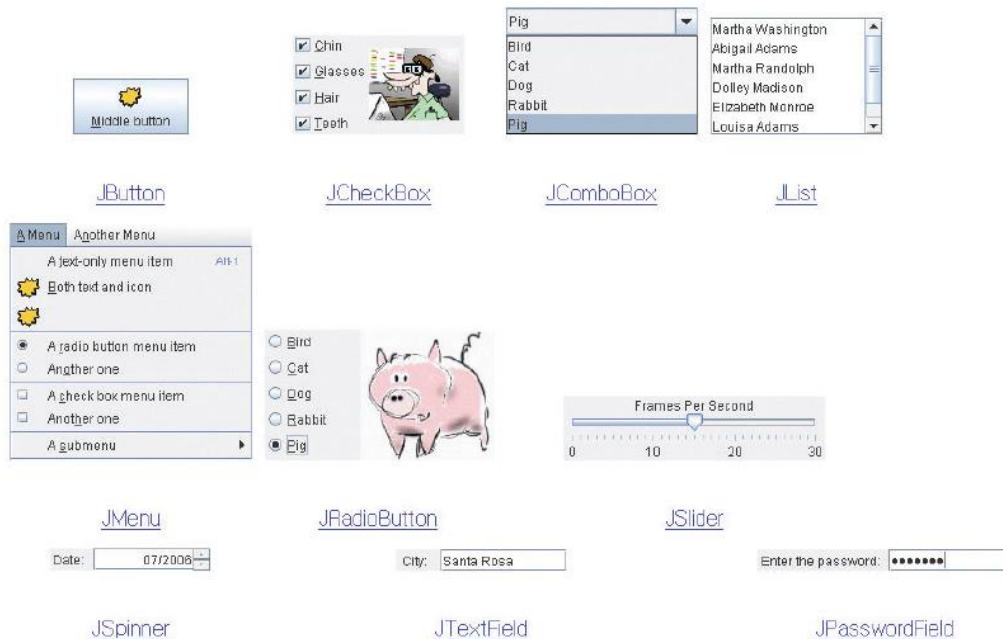 Middle button
JButton
Chin
Glasses
Hair
Teeth
JCheckBox
Pig
Bird
Cat
Dog
Rabbit
Pig
JComboBox
Martha Washington
Abigail Adams
Martha Randolph
Dolley Madison
Elizabeth Monroe
Louisa Adams
JList
A Menu Another Menu
A text-only menu item Alt-1
Both text and icon
A radio button menu item
Another one
A check box menu item
Another one
A submenu
JMenu
Bird
Cat
Dog
Rabbit
Pig
JRadioButton
Frames Per Second
0 10 20 30
JSlider
Date: 07/2006
JSpinner
City: Santa Rosa
JTextField
Enter the password: •••••••
JPasswordField